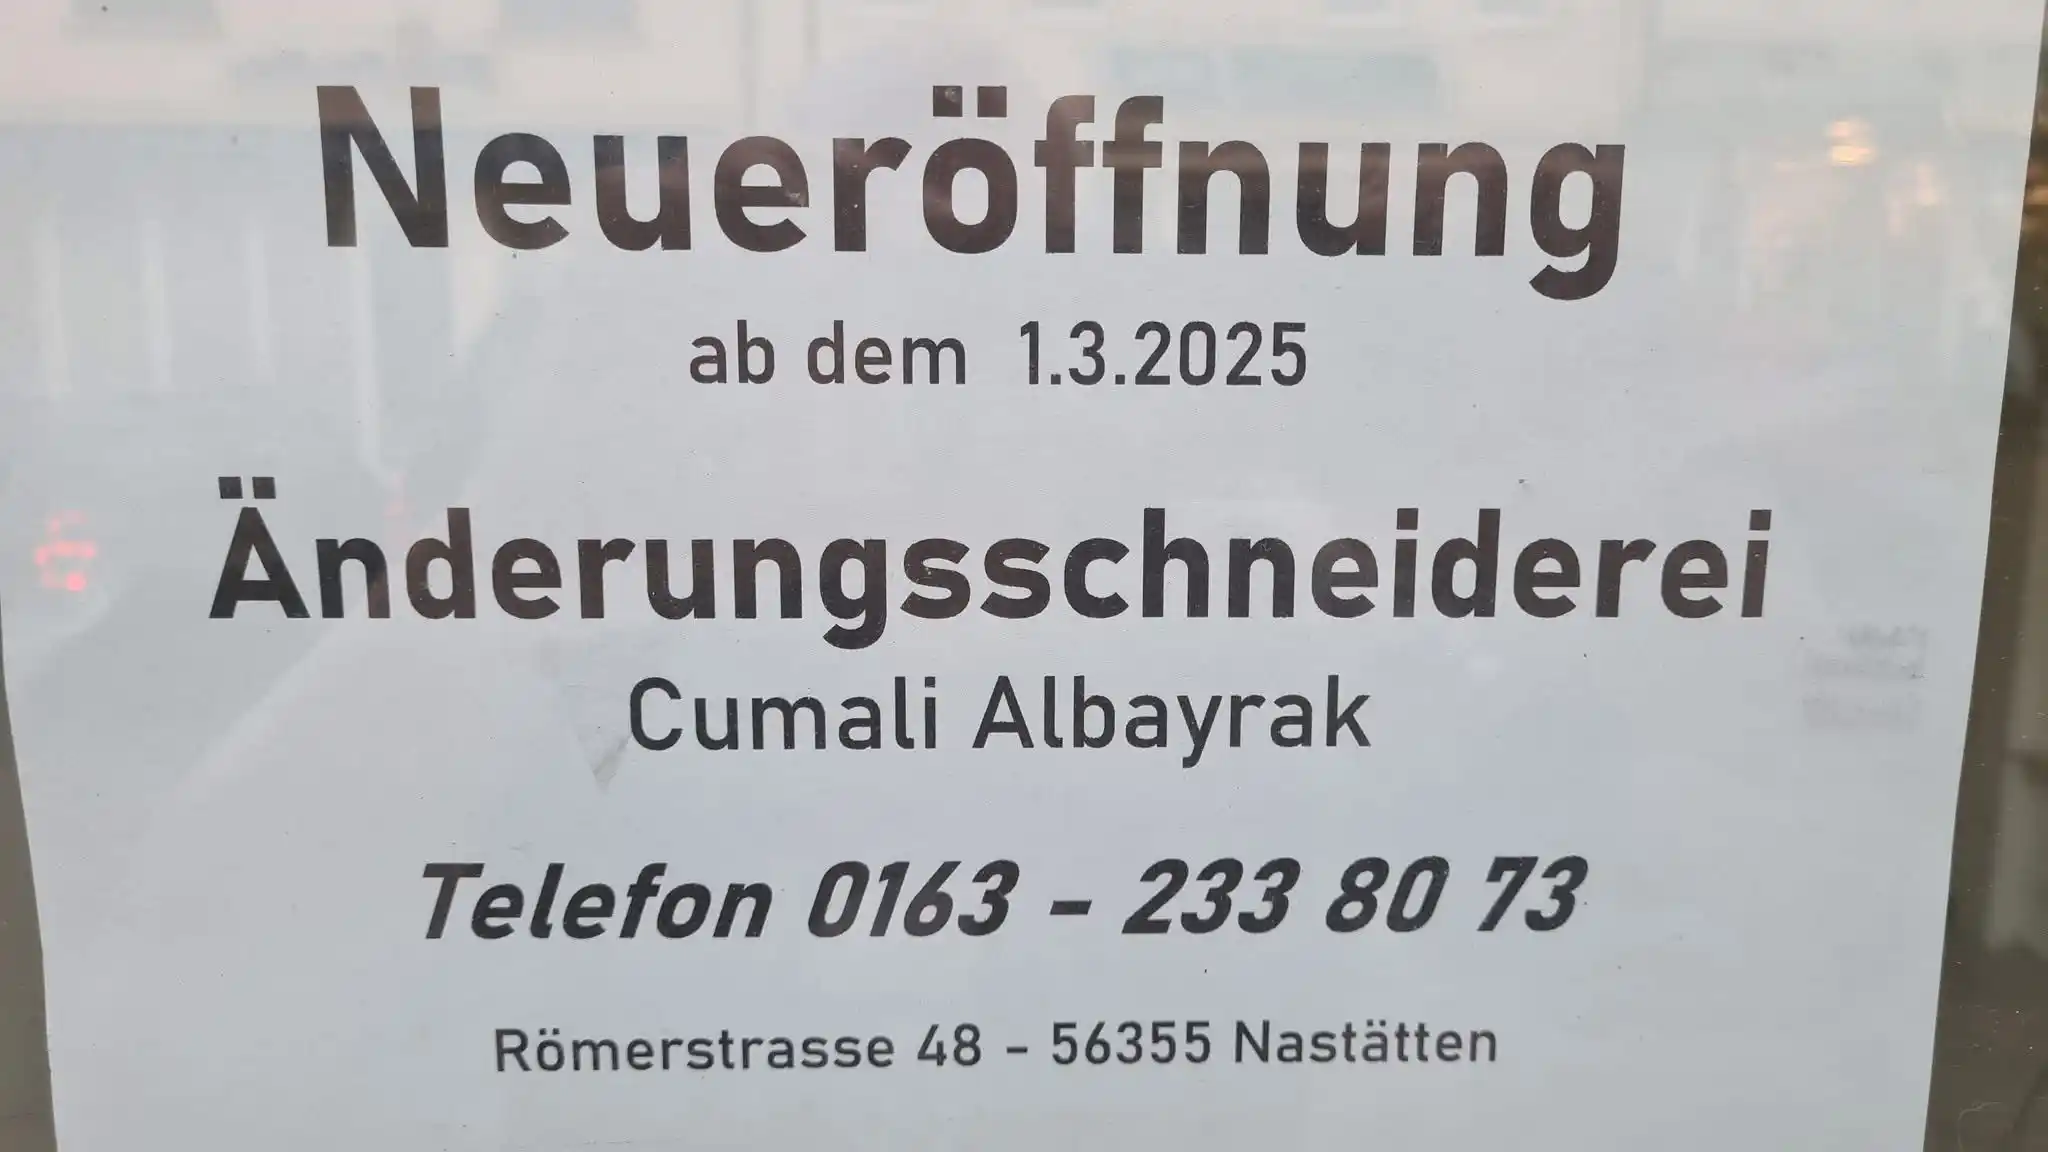 Neueröffnung
ab dem 1.3.2025
Änderungsschneiderei
Cumali Albayrak
Telefon 0163 - 233 80 73
Römerstrasse 48 - 56355 Nastätten